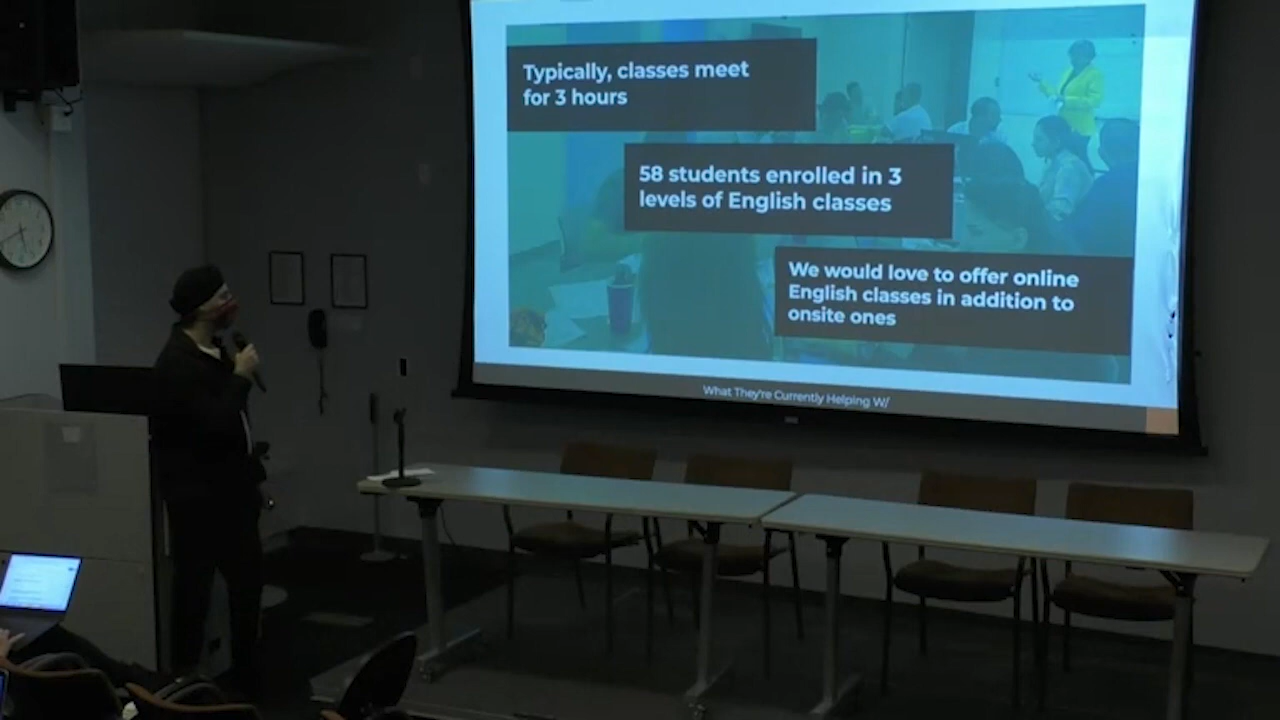 Typically, classes meet
for 3 hours
58 students enrolled in 3
levels of English classes
We would love to offer online
English classes in addition to
onsite ones
What They're Currently Helping W/